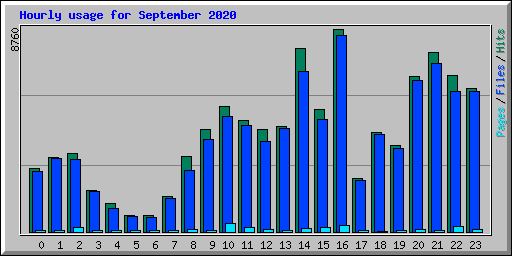 Hourly usage for September 2020
8760
Pages/Files/Hits
0 1 2 3 4 5 6 7 8 9 10 11 12 13 14 15 16 17 18 19 20 21 22 23